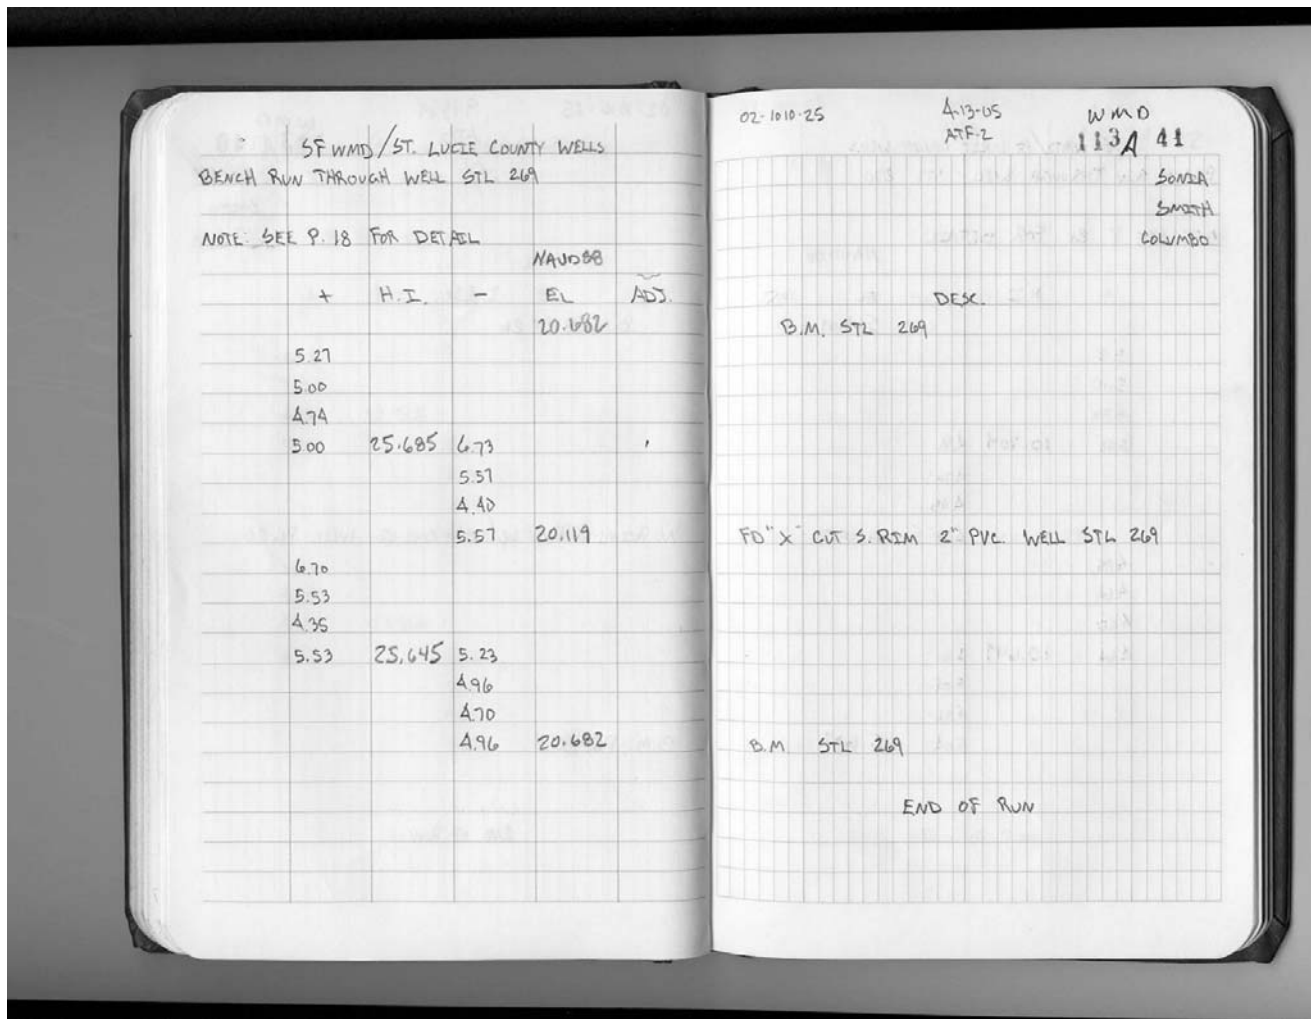 SFWMD/ST. LUCIE COUNTY WELLS
BENCH RUN THROUGH WELL STL 269
NOTE: SEE P. 18 FOR DETAIL
NAVD88
+ H.I. - EL ADJ.
20.682
5.27
5.00
4.74
5.00 25.685 6.73
5.57
4.40
5.57 20.119
6.70
5.53
4.35
5.53 25.645 5.23
4.96
4.70
4.96 20.682
02-1010-25 4-13-05 WMD
ATF-2 113A 41
SONIA
SMITH
COLUMBO
DESC.
B.M. STL 269
FD "X" CUT S. RIM 2" PVC. WELL STL 269
B.M STL 269
END OF RUN